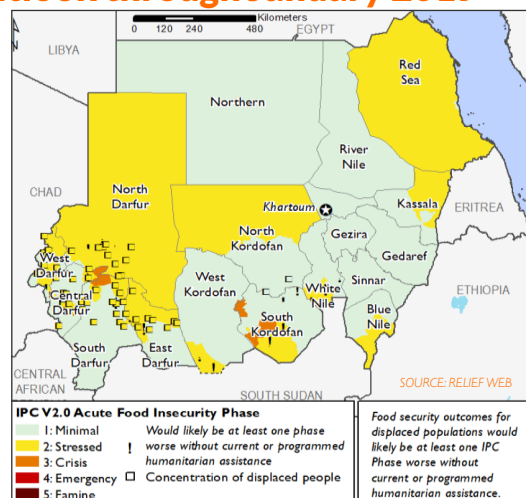 Kilometers
0 120 240 480
EGYPT
LIBYA
Red
Sea
Northern
River
Nile
CHAD
North
Darfur
Khartoum
Kassala
ERITREA
North
Kordofan
Gezira
Gedaref
West
Darfur
West
Kordofan
Sinnar
White
Nile
ETHIOPIA
Central
Darfur
South
Kordofan
Blue
Nile
South
Darfur
East
Darfur
CENTRAL
AFRICAN
SOUTH SUDAN
SOURCE: RELIEF WEB
IPC V2.0 Acute Food Insecurity Phase
1: Minimal
2: Stressed
3: Crisis
4: Emergency
5: Famine
! Would likely be at least one phase
worse without current or programmed
humanitarian assistance
Concentration of displaced people
Food security outcomes for
displaced populations would
likely be at least one IPC
Phase worse without
current or programmed
humanitarian assistance.